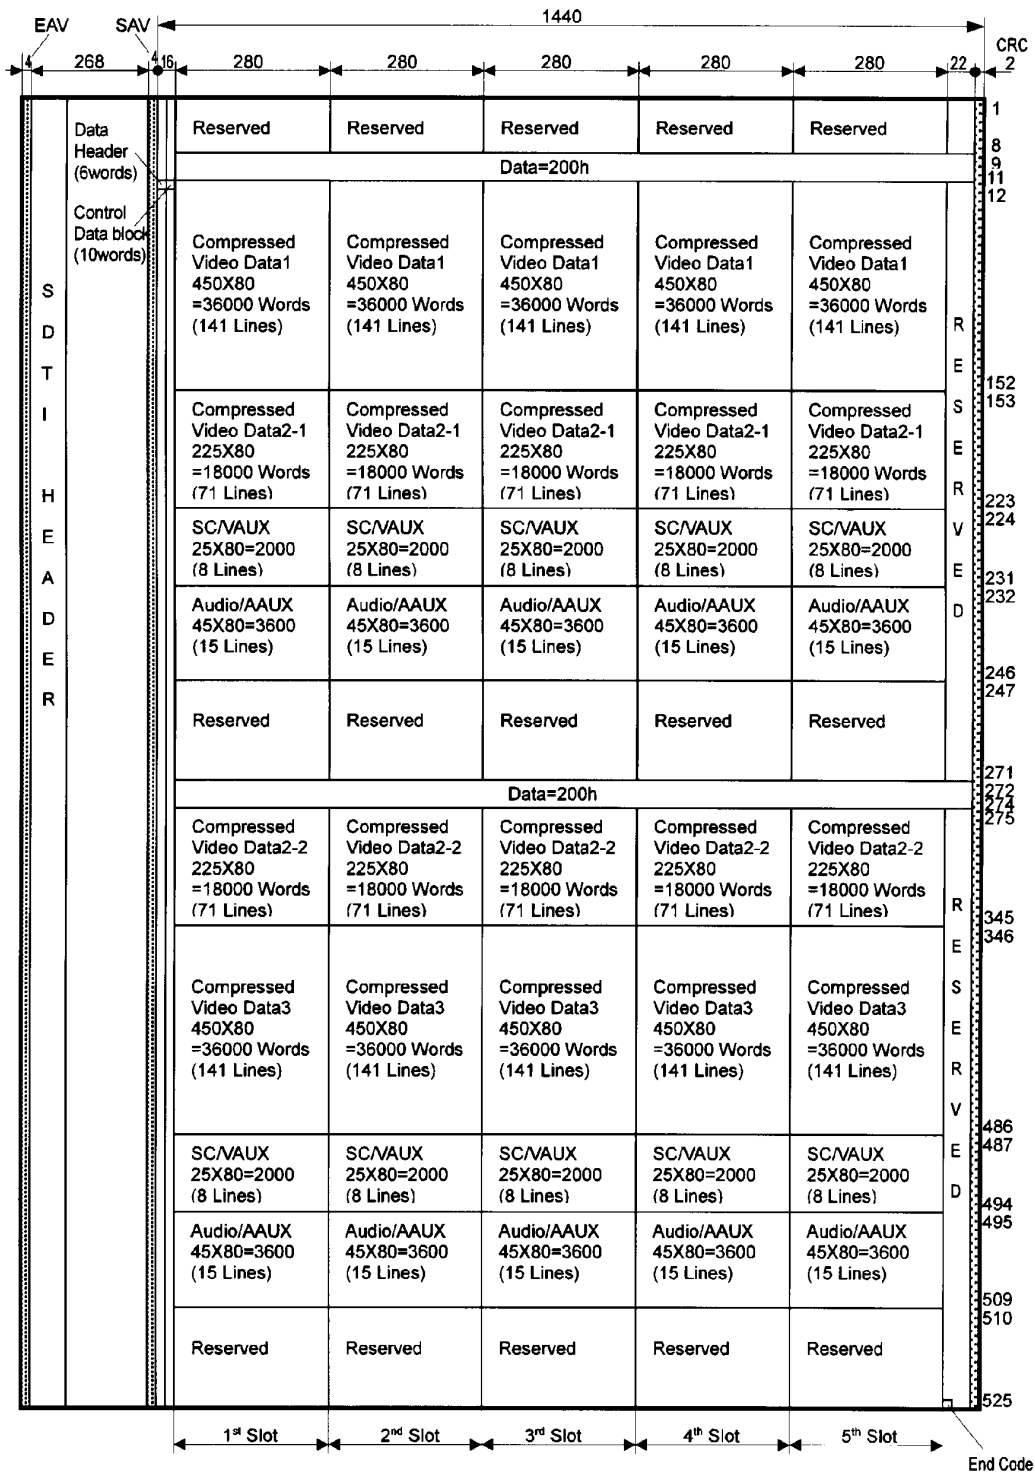 1440
EAV SAV CRC
4 268 4 16 280 280 280 280 280 22 2
Reserved Reserved Reserved Reserved Reserved
1
Data
Header
(6words)
8
Data=200h
9
11
12
Control
Data block
(10words)
Compressed Compressed Compressed Compressed Compressed
Video Data1 Video Data1 Video Data1 Video Data1 Video Data1
450X80 450X80 450X80 450X80 450X80
=36000 Words =36000 Words =36000 Words =36000 Words =36000 Words
(141 Lines) (141 Lines) (141 Lines) (141 Lines) (141 Lines)
SDTI HEADER
RESERVED
152
153
Compressed Compressed Compressed Compressed Compressed
Video Data2-1 Video Data2-1 Video Data2-1 Video Data2-1 Video Data2-1
225X80 225X80 225X80 225X80 225X80
=18000 Words =18000 Words =18000 Words =18000 Words =18000 Words
(71 Lines) (71 Lines) (71 Lines) (71 Lines) (71 Lines)
223
224
SC/VAUX SC/VAUX SC/VAUX SC/VAUX SC/VAUX
25X80=2000 25X80=2000 25X80=2000 25X80=2000 25X80=2000
(8 Lines) (8 Lines) (8 Lines) (8 Lines) (8 Lines)
231
232
Audio/AAUX Audio/AAUX Audio/AAUX Audio/AAUX Audio/AAUX
45X80=3600 45X80=3600 45X80=3600 45X80=3600 45X80=3600
(15 Lines) (15 Lines) (15 Lines) (15 Lines) (15 Lines)
246
247
Reserved Reserved Reserved Reserved Reserved
271
Data=200h
272
274
275
Compressed Compressed Compressed Compressed Compressed
Video Data2-2 Video Data2-2 Video Data2-2 Video Data2-2 Video Data2-2
225X80 225X80 225X80 225X80 225X80
=18000 Words =18000 Words =18000 Words =18000 Words =18000 Words
(71 Lines) (71 Lines) (71 Lines) (71 Lines) (71 Lines)
RESERVED
345
346
Compressed Compressed Compressed Compressed Compressed
Video Data3 Video Data3 Video Data3 Video Data3 Video Data3
450X80 450X80 450X80 450X80 450X80
=36000 Words =36000 Words =36000 Words =36000 Words =36000 Words
(141 Lines) (141 Lines) (141 Lines) (141 Lines) (141 Lines)
486
487
SC/VAUX SC/VAUX SC/VAUX SC/VAUX SC/VAUX
25X80=2000 25X80=2000 25X80=2000 25X80=2000 25X80=2000
(8 Lines) (8 Lines) (8 Lines) (8 Lines) (8 Lines)
494
495
Audio/AAUX Audio/AAUX Audio/AAUX Audio/AAUX Audio/AAUX
45X80=3600 45X80=3600 45X80=3600 45X80=3600 45X80=3600
(15 Lines) (15 Lines) (15 Lines) (15 Lines) (15 Lines)
509
510
Reserved Reserved Reserved Reserved Reserved
525
1st Slot 2nd Slot 3rd Slot 4th Slot 5th Slot
End Code